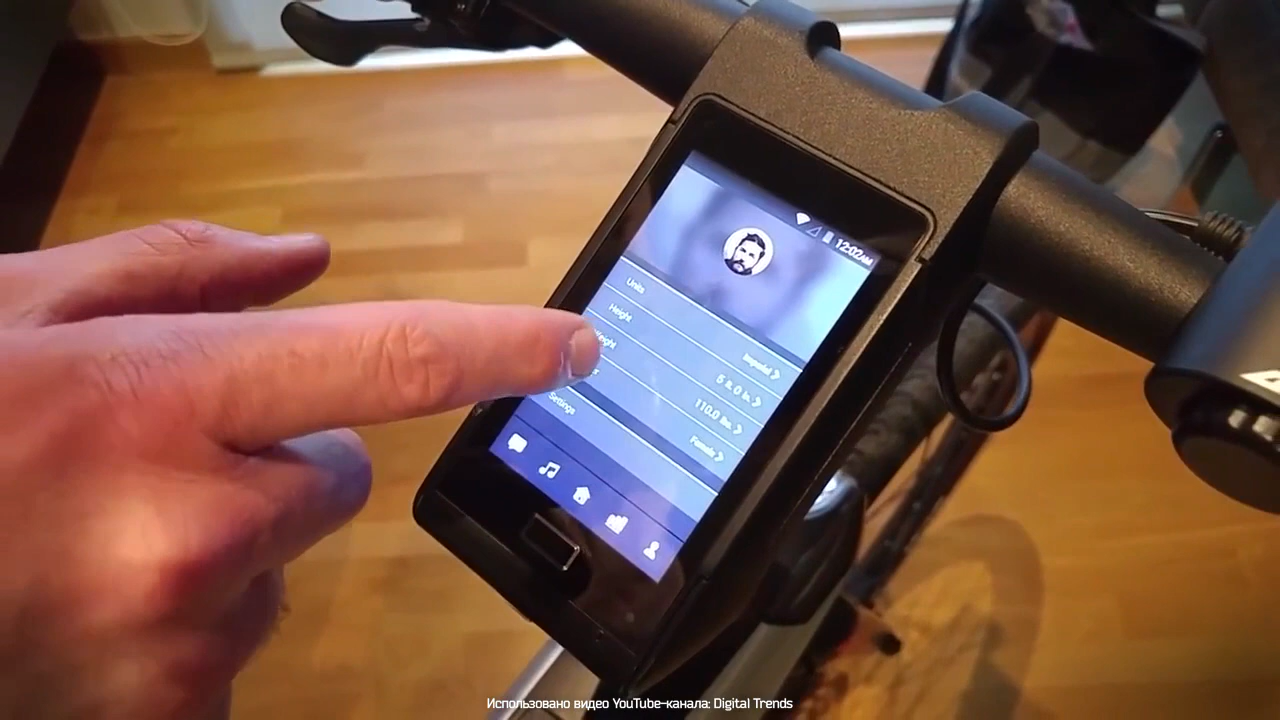 12:02AM
Units
Imperial
Height
5 ft. 0 in.
Weight
110.0 lbs.
Female
Settings
Использовано видео YouTube-канала: Digital Trends